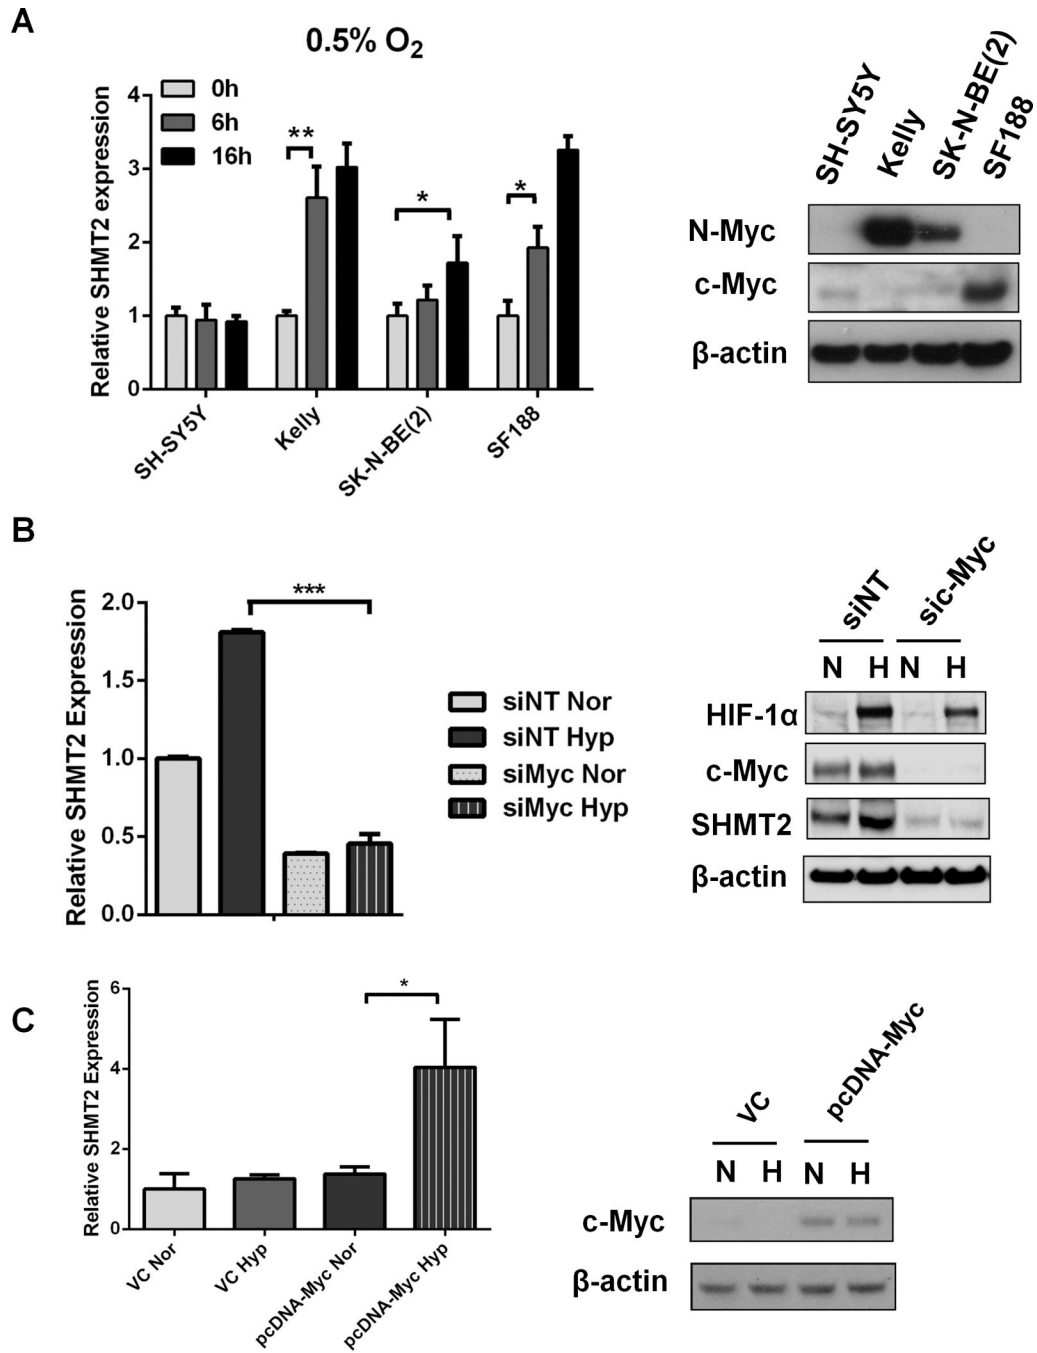 A
0.5% O2
0h
6h
16h
**
*
*
Relative SHMT2 expression
4
3
2
1
0
SH-SY5Y
Kelly
SK-N-BE(2)
SF188
SH-SY5Y
Kelly
SK-N-BE(2)
SF188
N-Myc
c-Myc
β-actin
B
***
Relative SHMT2 Expression
2.0
1.5
1.0
0.5
0.0
siNT Nor
siNT Hyp
siMyc Nor
siMyc Hyp
siNT
sic-Myc
N H N H
HIF-1α
c-Myc
SHMT2
β-actin
C
*
Relative SHMT2 Expression
6
4
2
0
VC Nor
VC Hyp
pcDNA-Myc Nor
pcDNA-Myc Hyp
VC
pcDNA-Myc
N H N H
c-Myc
β-actin